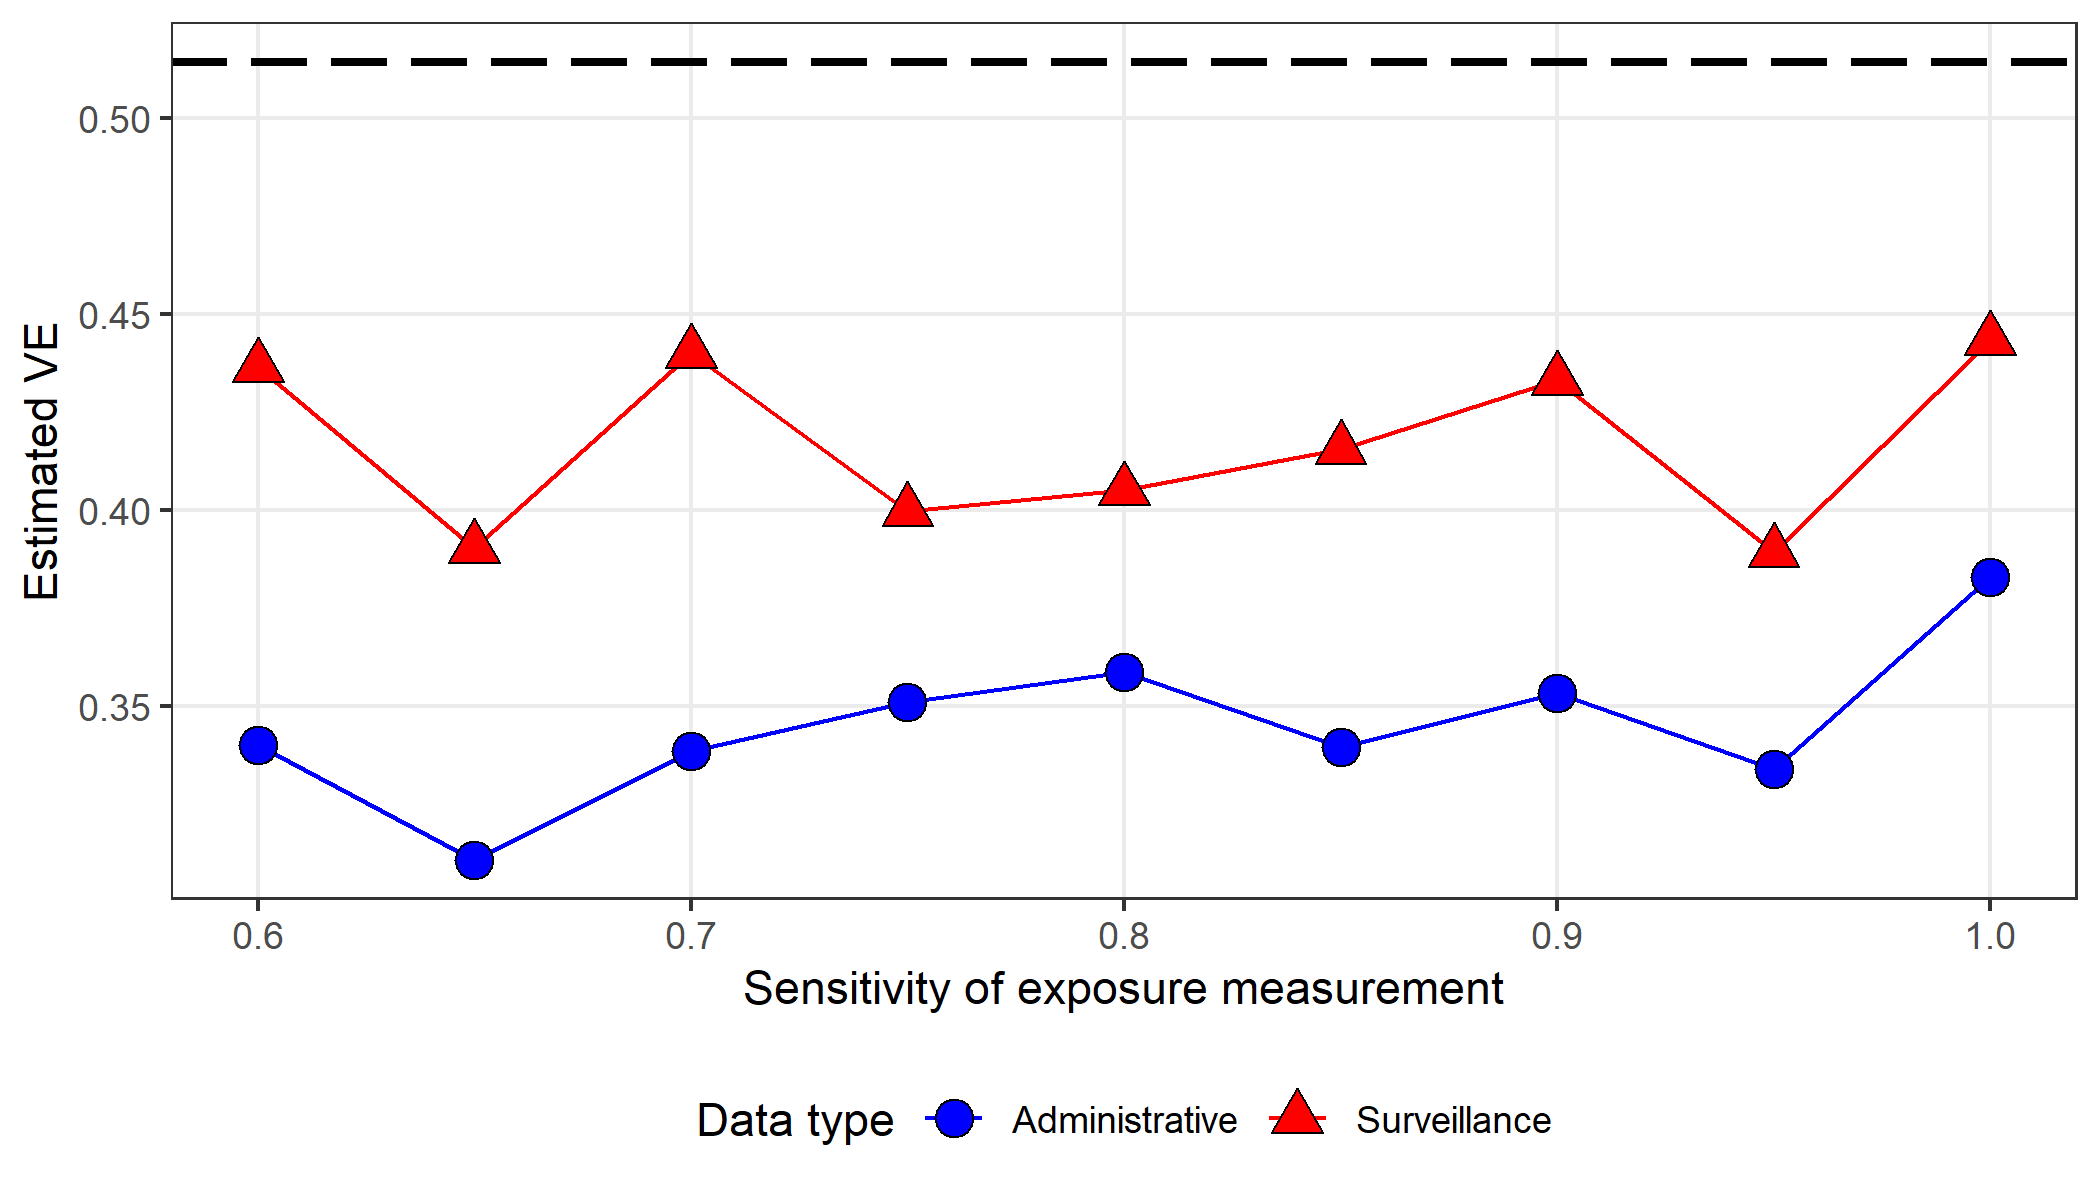 Estimated VE
0.50
0.45
0.40
0.35
0.6 0.7 0.8 0.9 1.0
Sensitivity of exposure measurement
Data type Administrative Surveillance